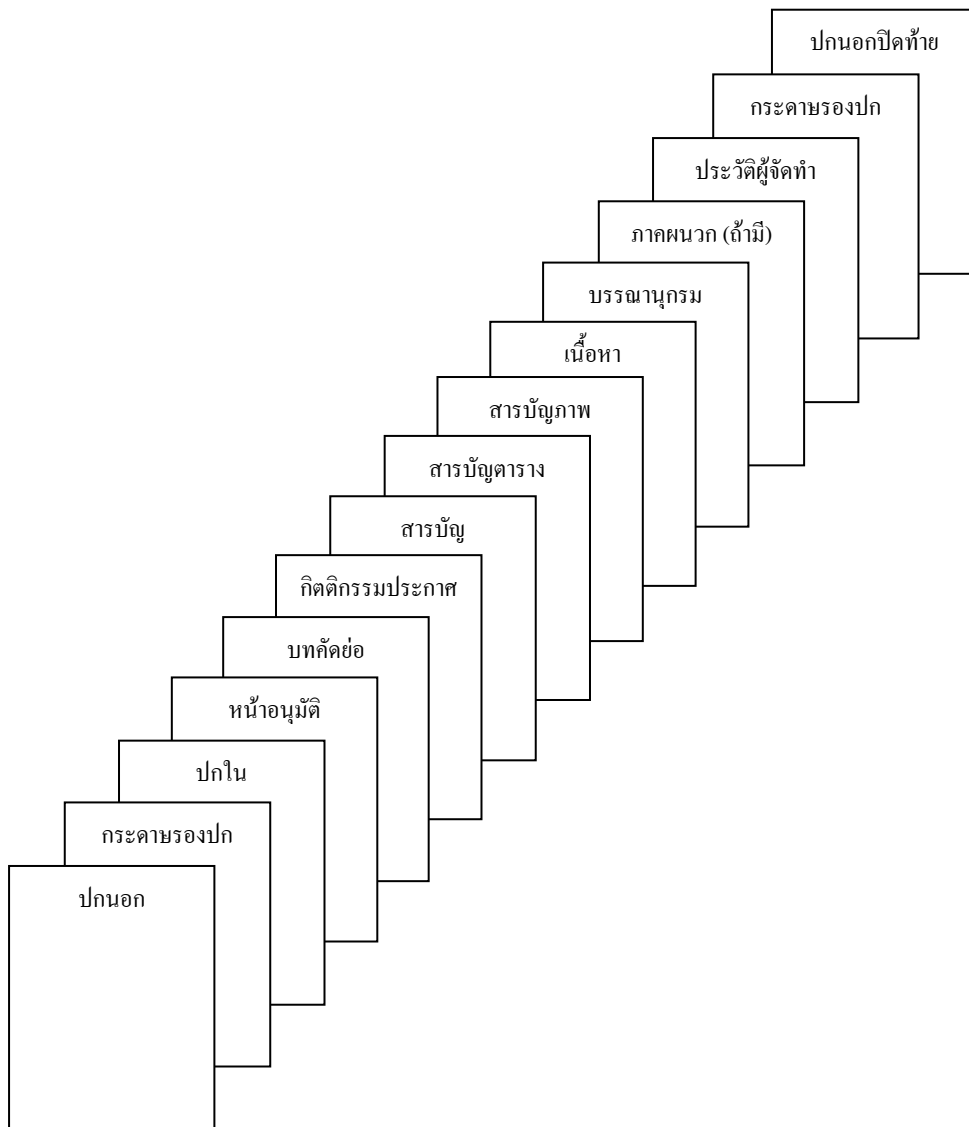 ปกนอกปิดท้าย
กระดาษรองปก
ประวัติผู้จัดทำ
ภาคผนวก (ถ้ามี)
บรรณานุกรม
เนื้อหา
สารบัญภาพ
สารบัญตาราง
สารบัญ
กิตติกรรมประกาศ
บทคัดย่อ
หน้าอนุมัติ
ปกใน
กระดาษรองปก
ปกนอก